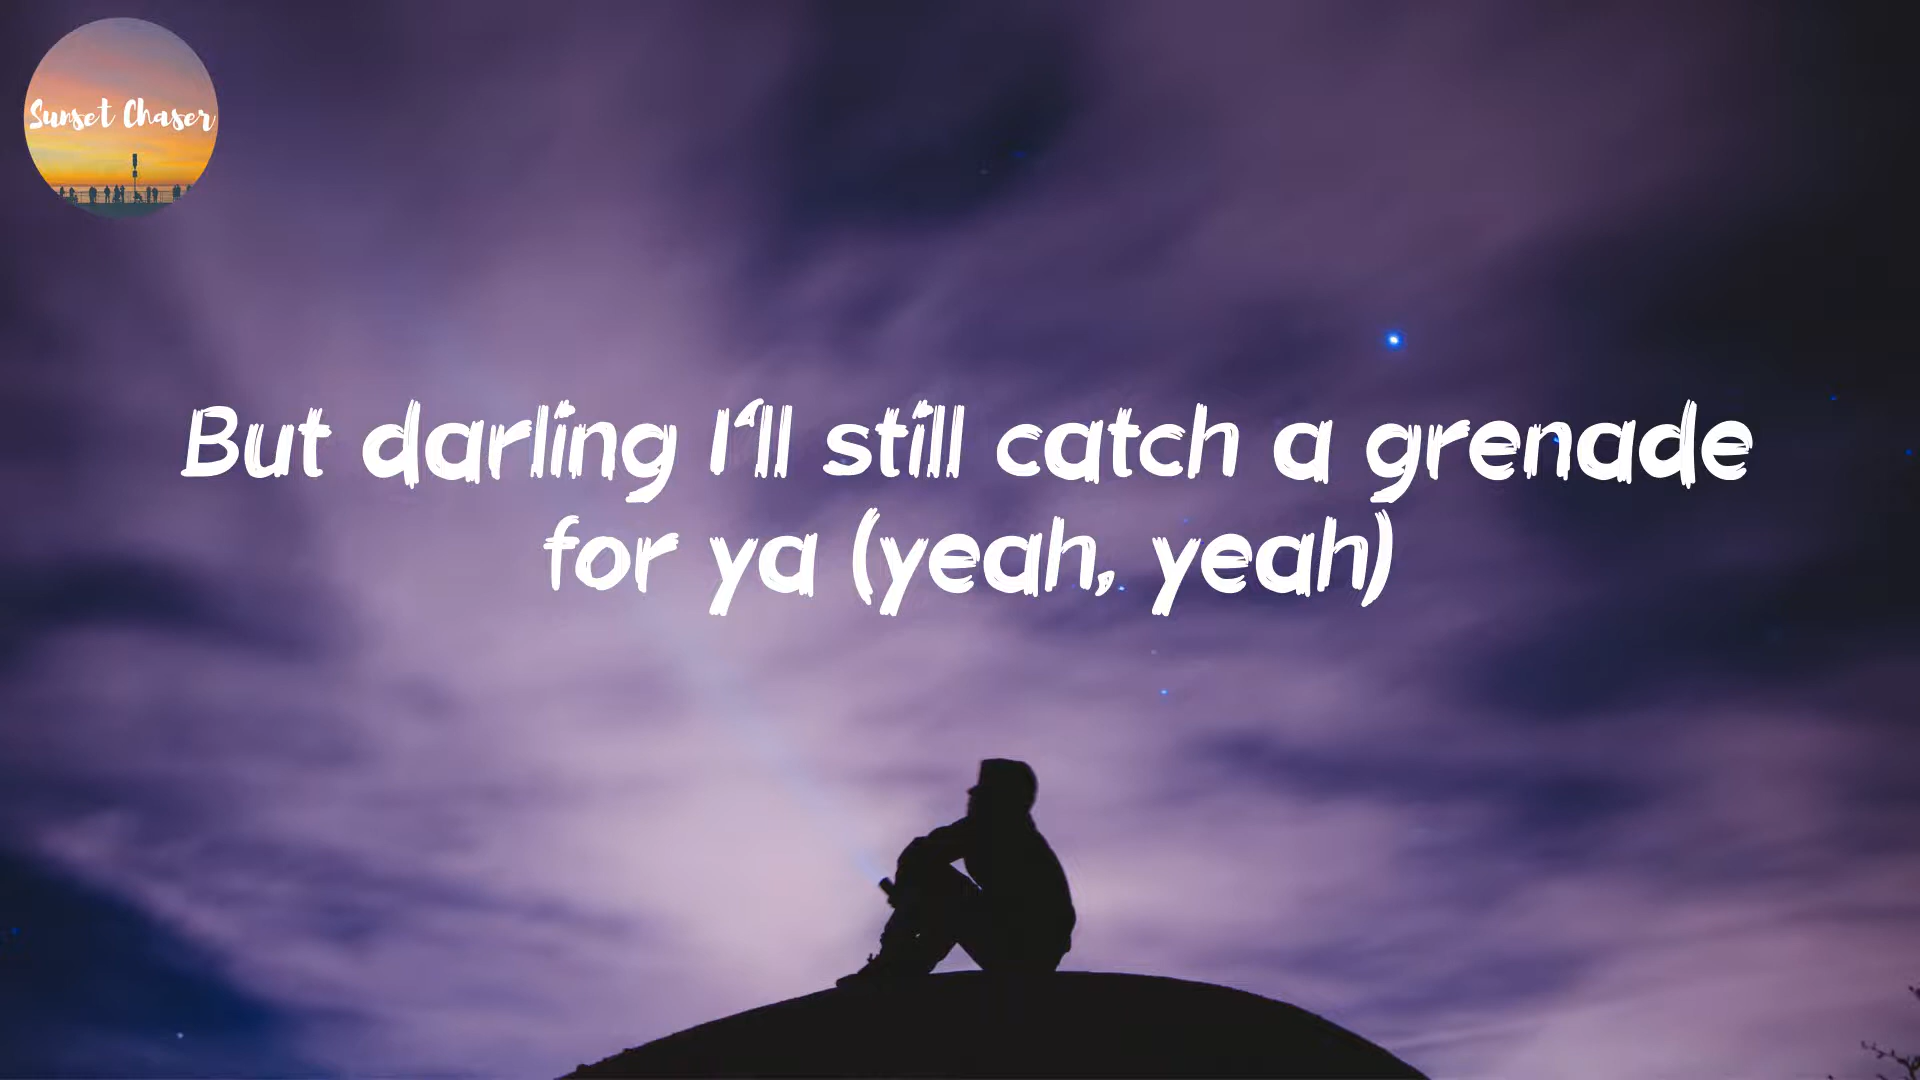 Sunset Chaser
But darling I'll still catch a grenade
for ya (yeah, yeah)